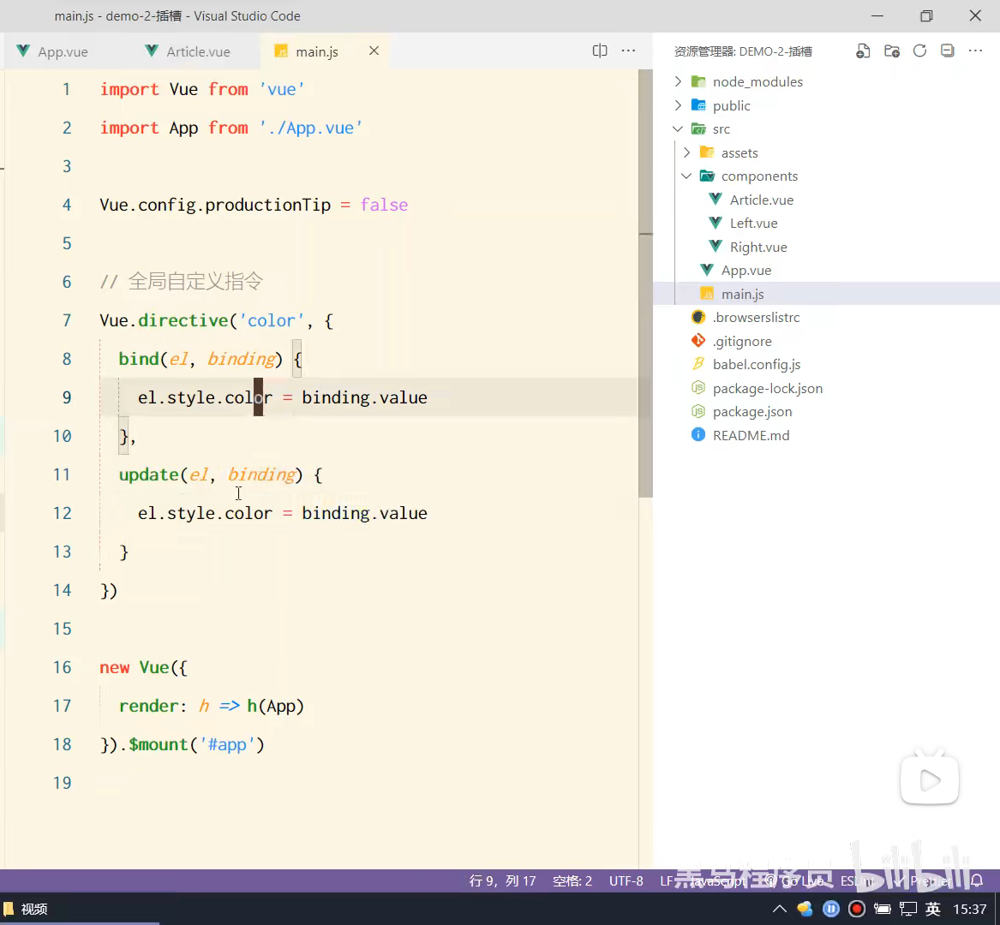 main.js - demo-2-插槽 - Visual Studio Code
App.vue
Article.vue
main.js
1 import Vue from 'vue'
2 import App from './App.vue'
3
4 Vue.config.productionTip = false
5
6 // 全局自定义指令
7 Vue.directive('color', {
8 bind(el, binding) {
9 el.style.color = binding.value
10 },
11 update(el, binding) {
12 el.style.color = binding.value
13 }
14 })
15
16 new Vue({
17 render: h => h(App)
18 }).$mount('#app')
19
资源管理器: DEMO-2-插槽
node_modules
public
src
assets
components
Article.vue
Left.vue
Right.vue
App.vue
main.js
.browserslistrc
.gitignore
babel.config.js
package-lock.json
package.json
README.md
行 9，列 17 空格: 2 UTF-8 LF JavaScript Go Live ESLint Prettier
黑马程序员 bilibili
视频
英 15:37